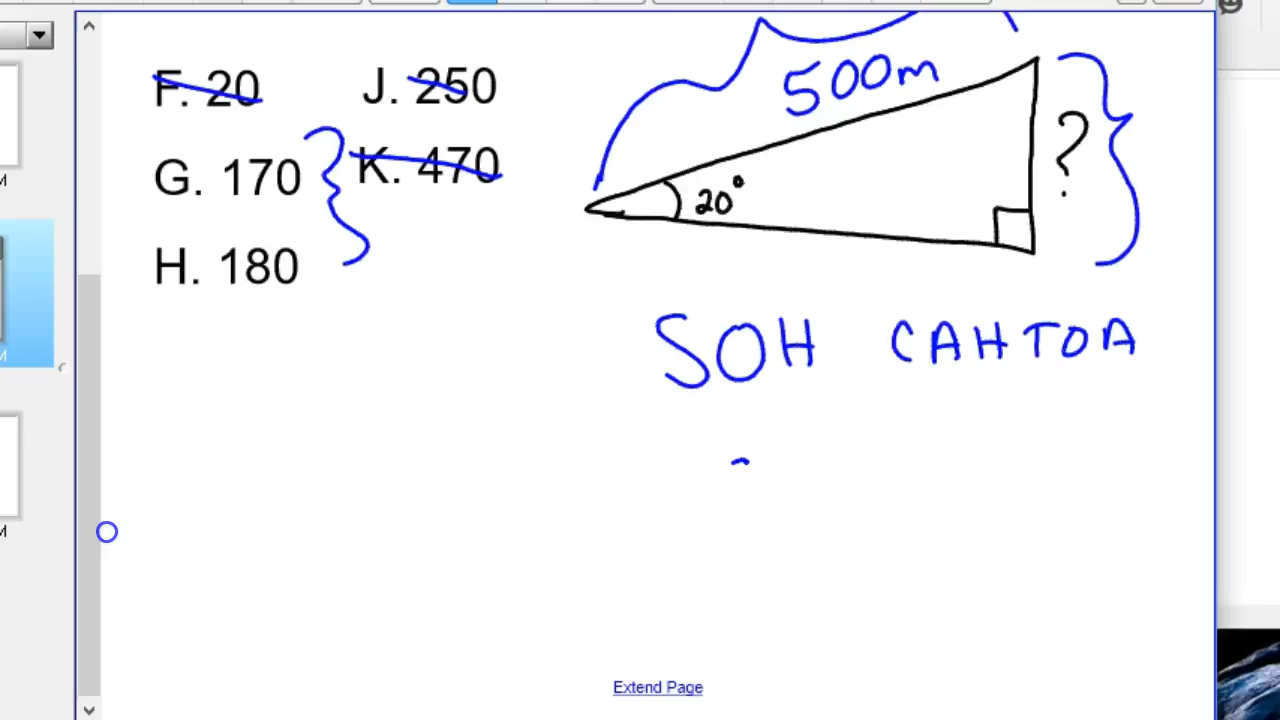 F. 20 J. 250
500m
G. 170 K. 470
?
20°
H. 180
SOH CAHTOA
Extend Page
M
M
M